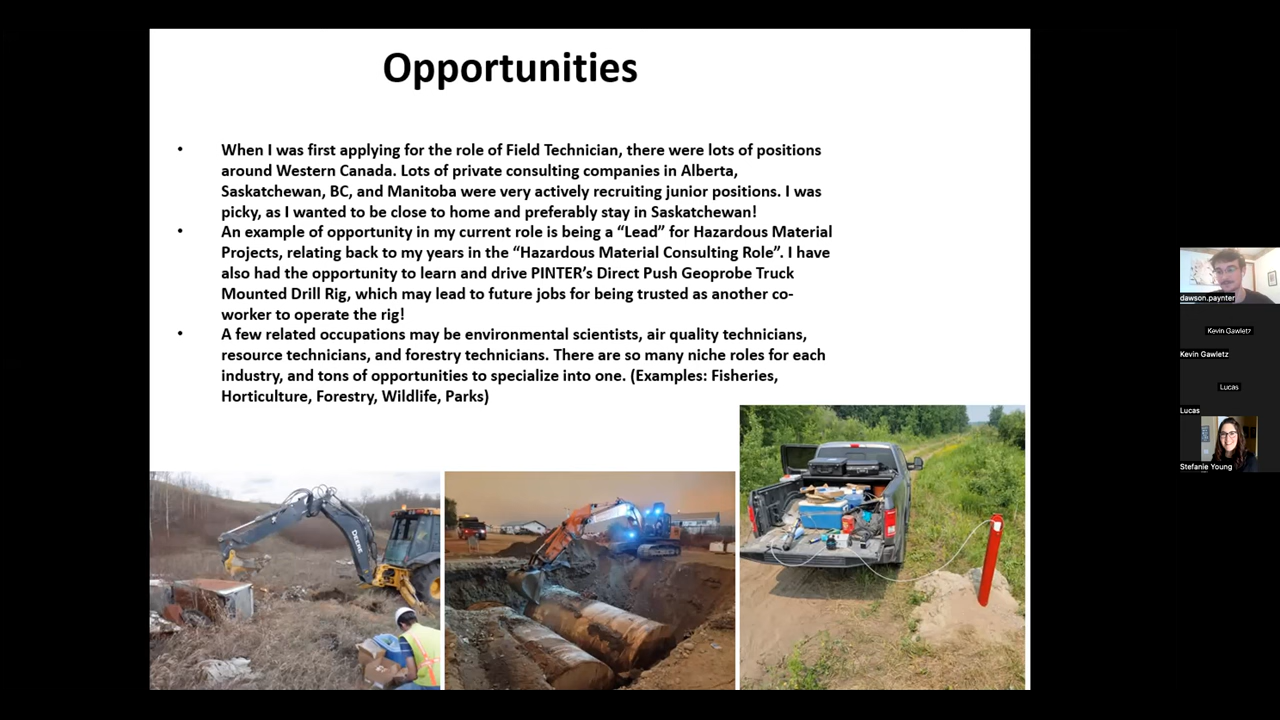 Opportunities
• When I was first applying for the role of Field Technician, there were lots of positions
around Western Canada. Lots of private consulting companies in Alberta,
Saskatchewan, BC, and Manitoba were very actively recruiting junior positions. I was
picky, as I wanted to be close to home and preferably stay in Saskatchewan!
• An example of opportunity in my current role is being a “Lead” for Hazardous Material
Projects, relating back to my years in the “Hazardous Material Consulting Role”. I have
also had the opportunity to learn and drive PINTER’s Direct Push Geoprobe Truck
Mounted Drill Rig, which may lead to future jobs for being trusted as another co-
worker to operate the rig!
• A few related occupations may be environmental scientists, air quality technicians,
resource technicians, and forestry technicians. There are so many niche roles for each
industry, and tons of opportunities to specialize into one. (Examples: Fisheries,
Horticulture, Forestry, Wildlife, Parks)
DEERE
dawson.paynter
Kevin Gawletz
Kevin Gawletz
Lucas
Lucas
Stefanie Young